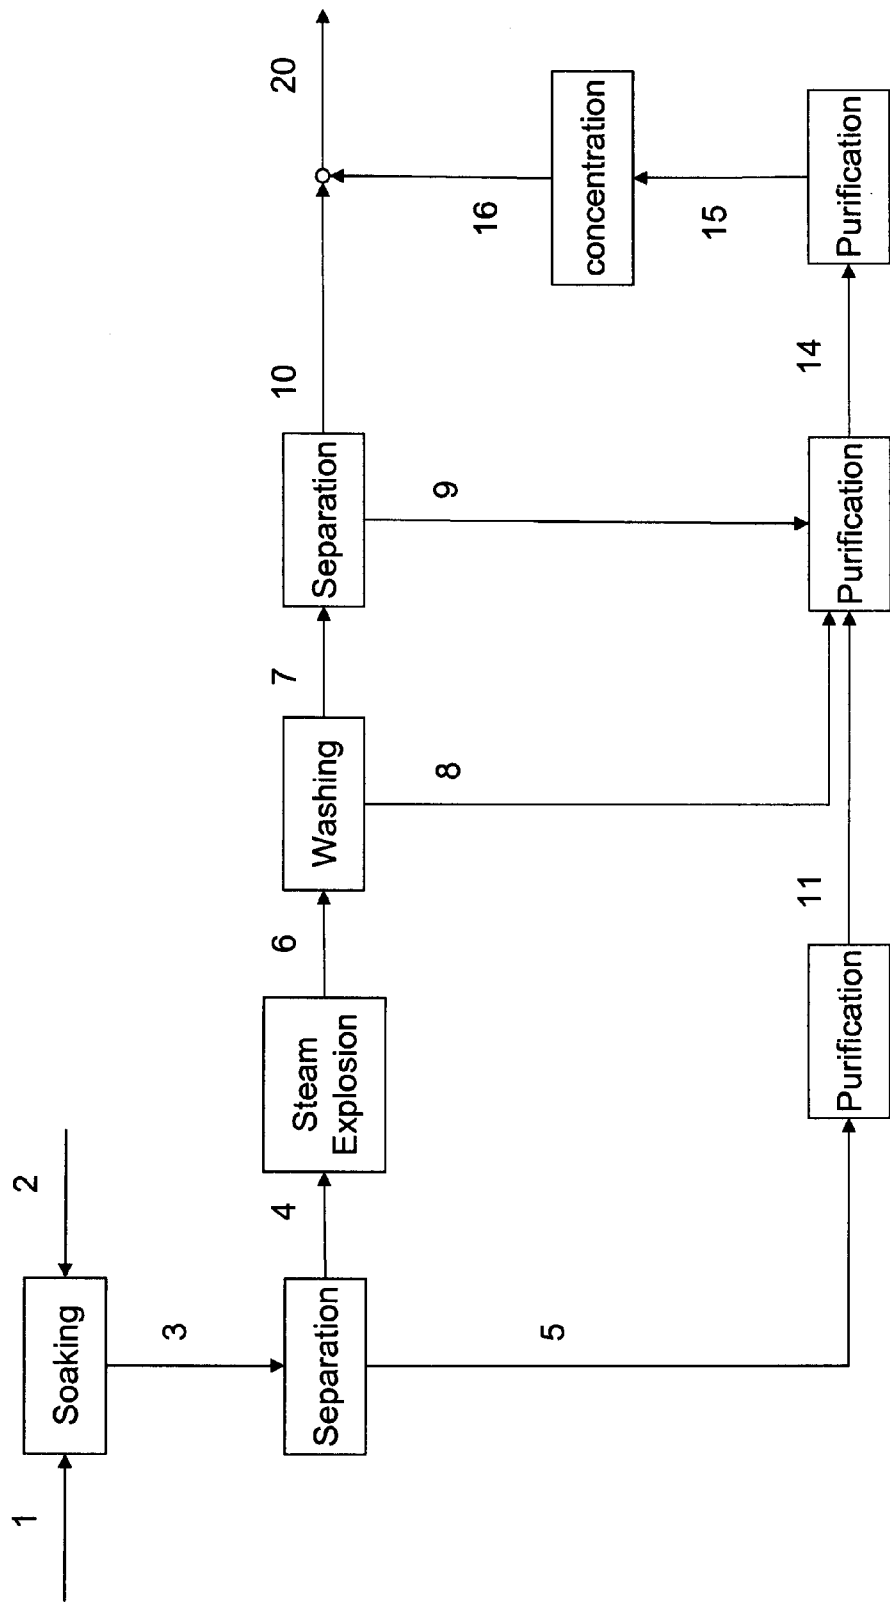 1
Soaking
2
3
Separation
4
Steam
Explosion
6
Washing
7
Separation
10
20
5
8
9
16
concentration
15
Purification
11
Purification
14
Purification